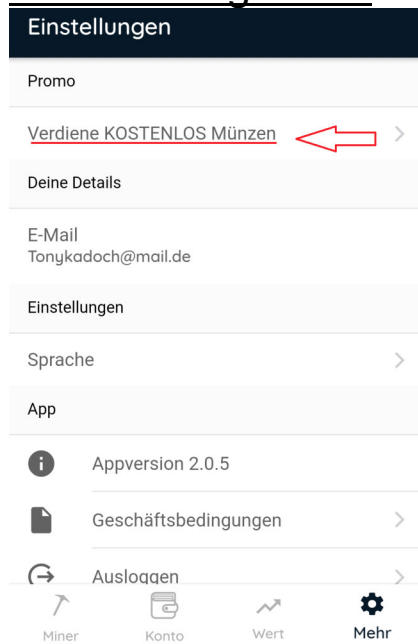 Einstellungen
Promo
Verdiene KOSTENLOS Münzen
Deine Details
E-Mail
Tonykadoch@mail.de
Einstellungen
Sprache
App
Appversion 2.0.5
Geschäftsbedingungen
Ausloggen
Miner Konto Wert Mehr